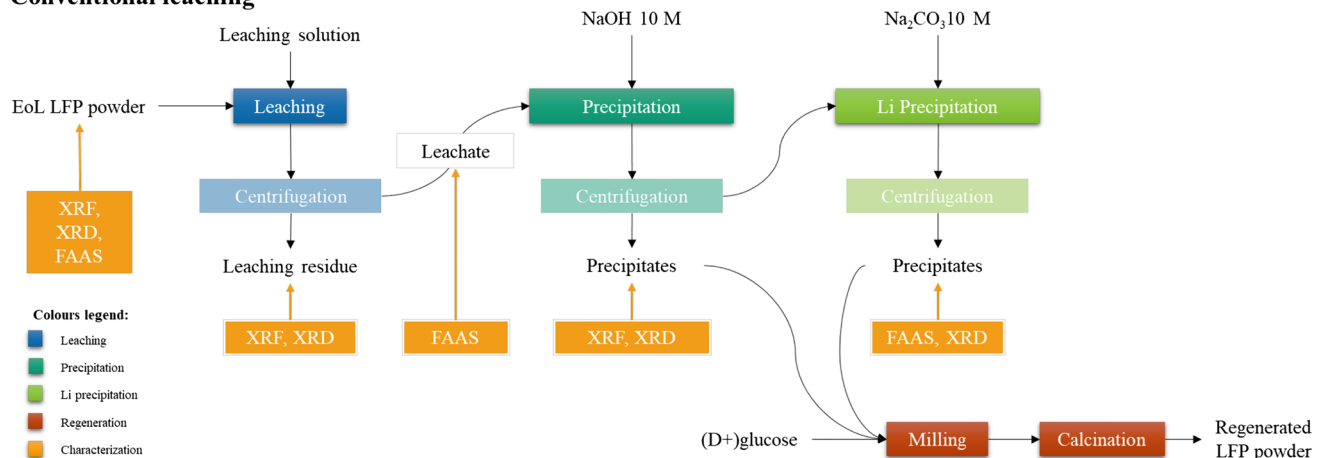 Conventional leaching
NaOH 10 M
Na₂CO₃10 M
Leaching solution
EoL LFP powder
Leaching
Precipitation
Li Precipitation
Leachate
Centrifugation
Centrifugation
Centrifugation
XRF,
XRD,
FAAS
Leaching residue
Precipitates
Precipitates
Colours legend:
Leaching
Precipitation
Li precipitation
Regeneration
Characterization
XRF, XRD
FAAS
XRF, XRD
FAAS, XRD
(D+)glucose
Milling
Calcination
Regenerated
LFP powder